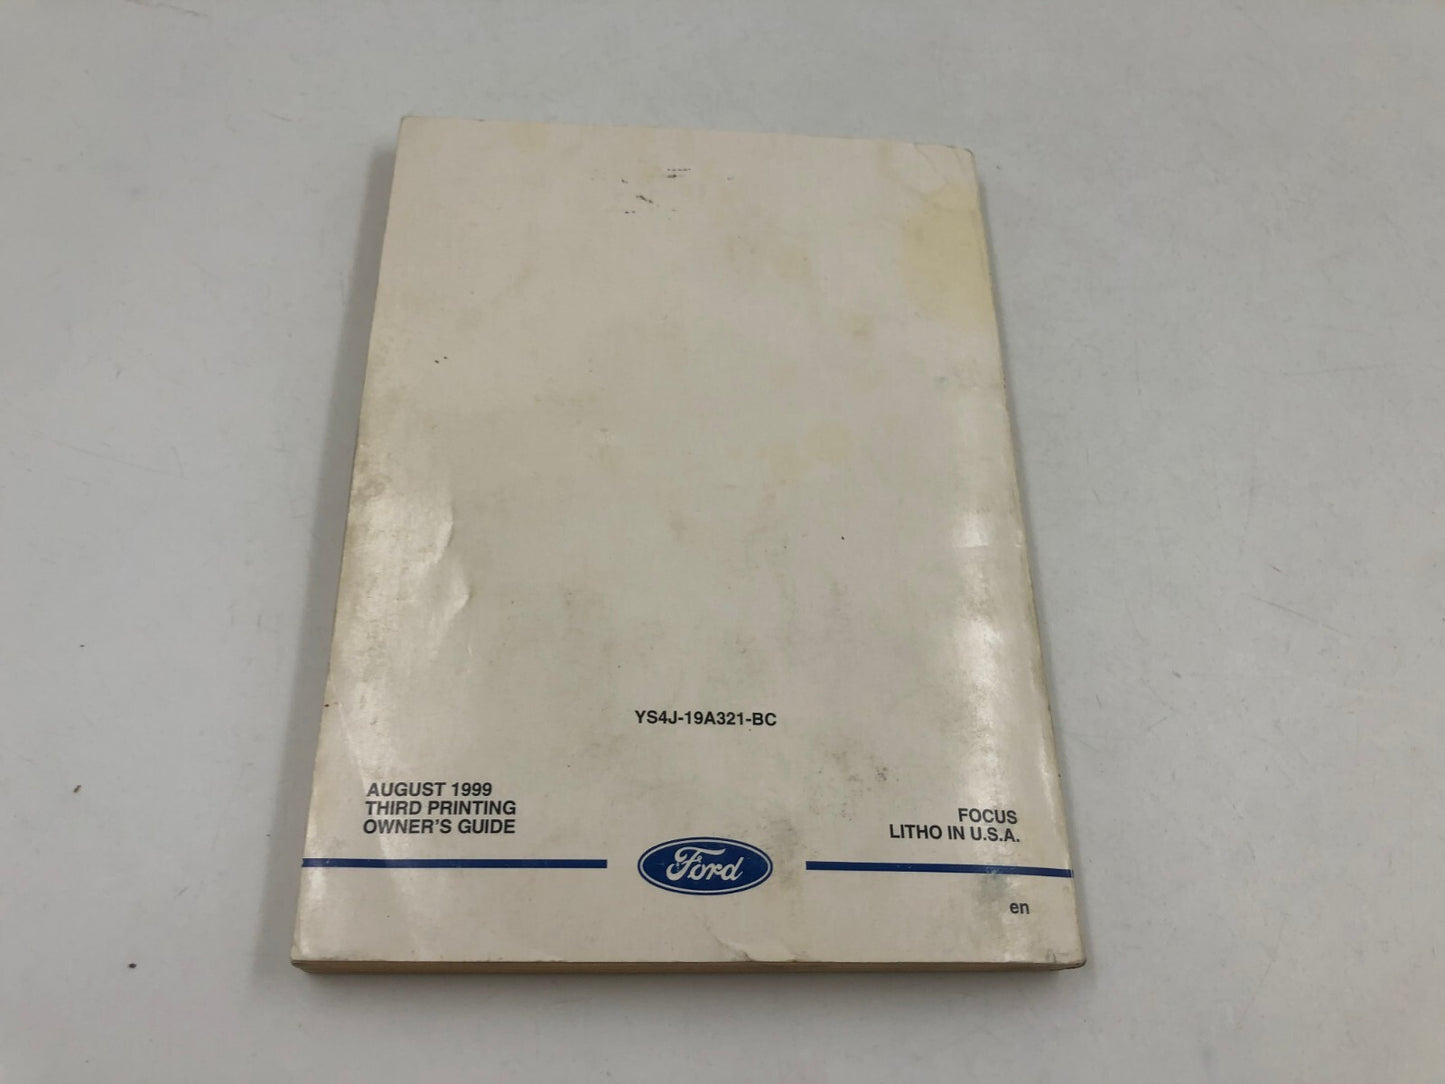 YS4J-19A321-BC
AUGUST 1999
THIRD PRINTING
OWNER'S GUIDE
FOCUS
LITHO IN U.S.A.
Ford
en